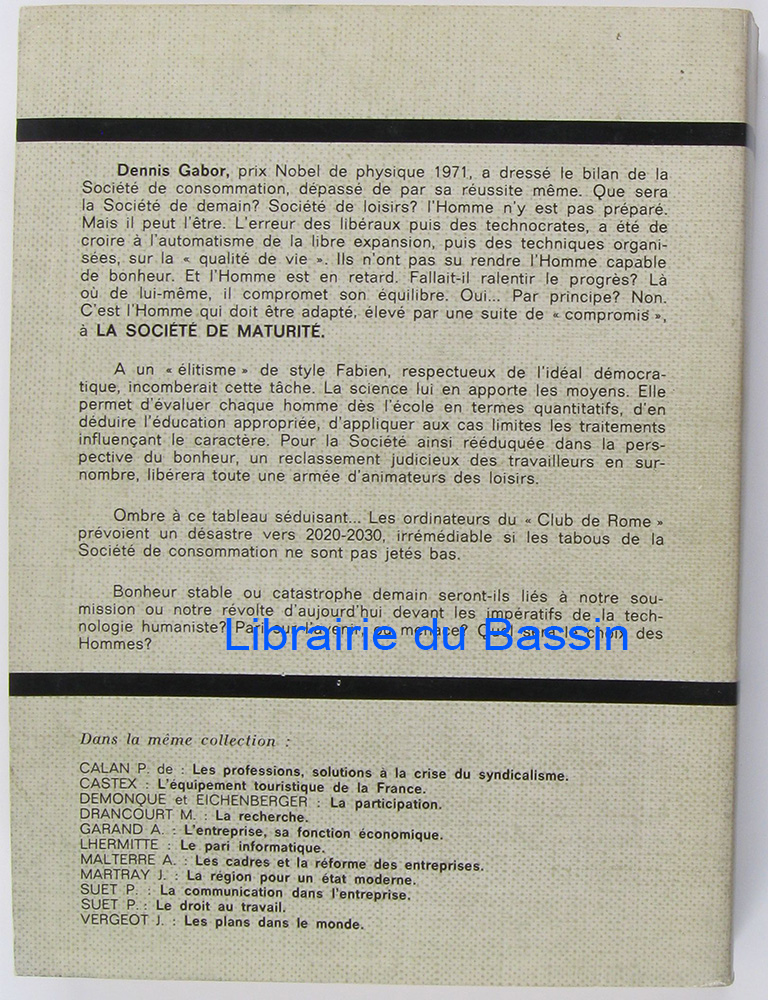 Dennis Gabor, prix Nobel de physique 1971, a dressé le bilan de la
Société de consommation, dépassé de par sa réussite même. Que sera
la Société de demain? Société de loisirs? l'Homme n'y est pas préparé.
Mais il peut l'être. L'erreur des libéraux puis des technocrates, a été de
croire à l'automatisme de la libre expansion, puis des techniques organi-
sées, sur la « qualité de vie ». Ils n'ont pas su rendre l'Homme capable
de bonheur. Et l'Homme est en retard. Fallait-il ralentir le progrès? Là
où de lui-même, il compromet son équilibre. Oui... Par principe? Non.
C'est l'Homme qui doit être adapté, élevé par une suite de « compromis »,
à LA SOCIÉTÉ DE MATURITÉ.
A un « élitisme » de style Fabien, respectueux de l'idéal démocra-
tique, incomberait cette tâche. La science lui en apporte les moyens. Elle
permet d'évaluer chaque homme dès l'école en termes quantitatifs, d'en
déduire l'éducation appropriée, d'appliquer aux cas limites les traitements
influençant le caractère. Pour la Société ainsi rééduquée dans la pers-
pective du bonheur, un reclassement judicieux des travailleurs en sur-
nombre, libérera toute une armée d'animateurs des loisirs.
Ombre à ce tableau séduisant... Les ordinateurs du « Club de Rome »
prévoient un désastre vers 2020-2030, irrémédiable si les tabous de la
Société de consommation ne sont pas jetés bas.
Bonheur stable ou catastrophe demain seront-ils liés à notre sou-
mission ou notre révolte d'aujourd'hui devant les impératifs de la tech-
nologie humaniste? Pari sur l'avenir, ou menace? Quel sera le choix des
Hommes?
Librairie du Bassin
Dans la même collection :
CALAN P. de : Les professions, solutions à la crise du syndicalisme.
CASTEX : L'équipement touristique de la France.
DEMONQUE et EICHENBERGER : La participation.
DRANCOURT M. : La recherche.
GARAND A. : L'entreprise, sa fonction économique.
LHERMITTE : Le pari informatique.
MALTERRE A. : Les cadres et la réforme des entreprises.
MARTRAY J. : La région pour un état moderne.
SUET P. : La communication dans l'entreprise.
SUET P. : Le droit au travail.
VERGEOT J. : Les plans dans le monde.